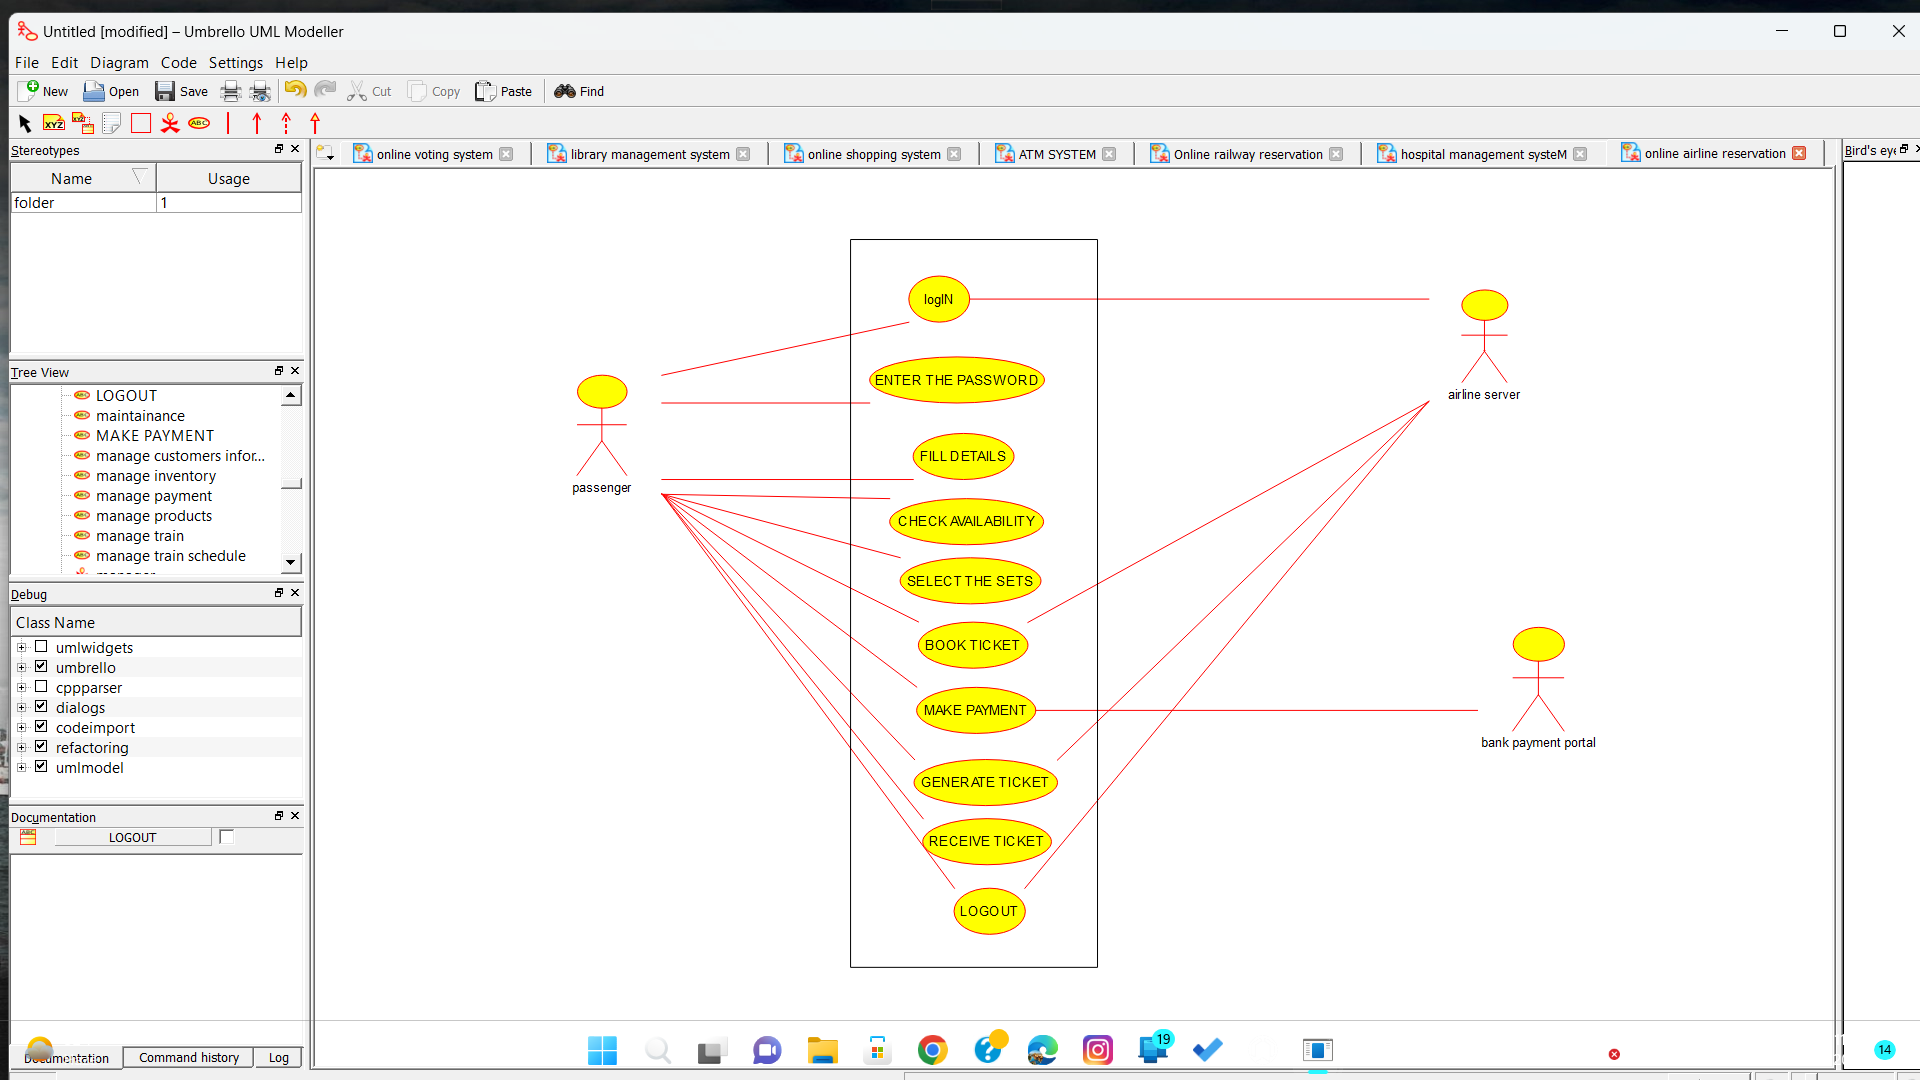 Untitled [modified] – Umbrello UML Modeller
File Edit Diagram Code Settings Help
New Open Save Cut Copy Paste Find
XYZ ABC
Stereotypes
Name Usage
folder 1
online voting system
library management system
online shopping system
ATM SYSTEM
Online railway reservation
hospital management systeM
online airline reservation
Bird's eye
Tree View
LOGOUT
maintainance
MAKE PAYMENT
manage customers infor...
manage inventory
manage payment
manage products
manage train
manage train schedule
Debug
Class Name
umlwidgets
umbrello
cppparser
dialogs
codeimport
refactoring
umlmodel
Documentation
LOGOUT
Documentation Command history Log
logIN
ENTER THE PASSWORD
FILL DETAILS
CHECK AVAILABILITY
SELECT THE SETS
BOOK TICKET
MAKE PAYMENT
GENERATE TICKET
RECEIVE TICKET
LOGOUT
passenger
airline server
bank payment portal
19
14